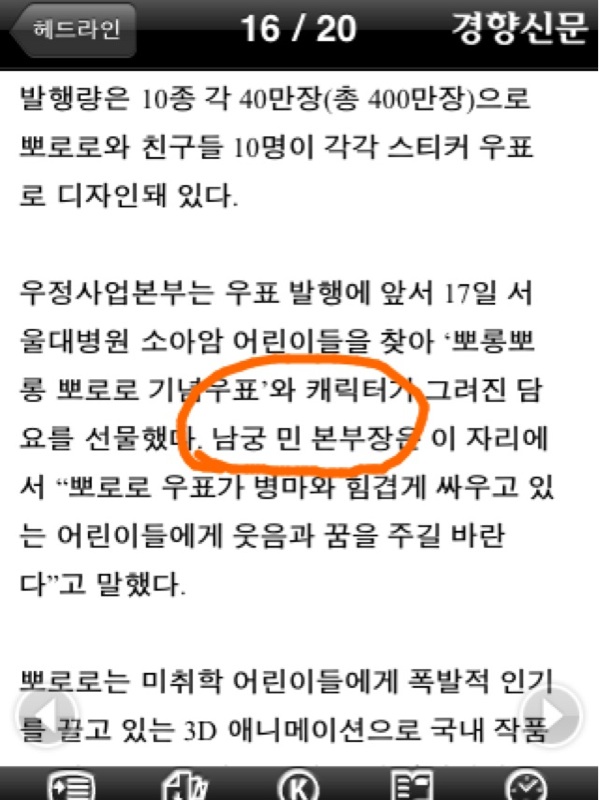 헤드라인
16 / 20
경향신문
발행량은 10종 각 40만장(총 400만장)으로
뽀로로와 친구들 10명이 각각 스티커 우표
로 디자인돼 있다.
우정사업본부는 우표 발행에 앞서 17일 서
울대병원 소아암 어린이들을 찾아 ‘뽀롱뽀
롱 뽀로로 기념우표’와 캐릭터가 그려진 담
요를 선물했다. 남궁 민 본부장은 이 자리에
서 “뽀로로 우표가 병마와 힘겹게 싸우고 있
는 어린이들에게 웃음과 꿈을 주길 바란
다”고 말했다.
뽀로로는 미취학 어린이들에게 폭발적 인기
를 끌고 있는 3D 애니메이션으로 국내 작품
K